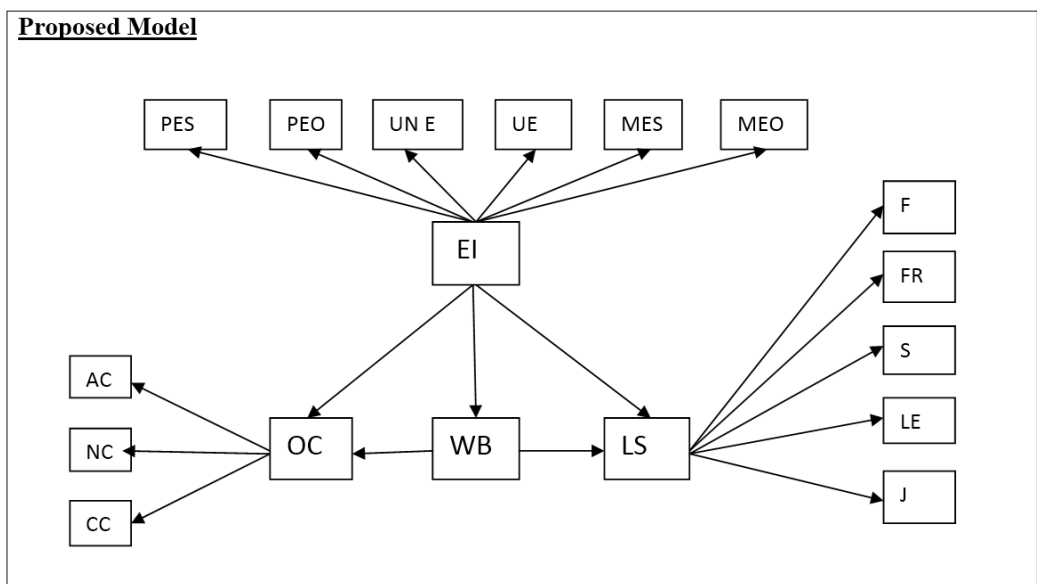 Proposed Model
PES
PEO
UN E
UE
MES
MEO
EI
F
FR
S
LE
J
AC
NC
CC
OC
WB
LS